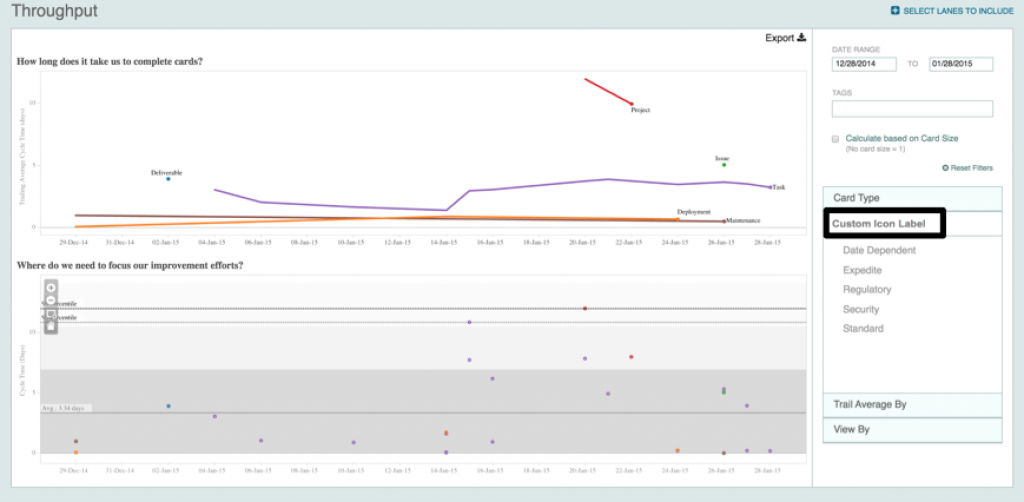 Throughput
SELECT LANES TO INCLUDE
Export
How long does it take us to complete cards?
Trailing Average Cycle Time (days)
10
5
0
Project
Issue
Deliverable
Task
Deployment
Maintenance
29-Dec-14 31-Dec-14 02-Jan-15 04-Jan-15 06-Jan-15 08-Jan-15 10-Jan-15 12-Jan-15 14-Jan-15 16-Jan-15 18-Jan-15 20-Jan-15 22-Jan-15 24-Jan-15 26-Jan-15 28-Jan-15
Where do we need to focus our improvement efforts?
Cycle Time (Days)
10
5
0
Avg : 3.34 days
29-Dec-14 31-Dec-14 02-Jan-15 04-Jan-15 06-Jan-15 08-Jan-15 10-Jan-15 12-Jan-15 14-Jan-15 16-Jan-15 18-Jan-15 20-Jan-15 22-Jan-15 24-Jan-15 26-Jan-15 28-Jan-15
DATE RANGE
12/28/2014 TO 01/28/2015
TAGS
Calculate based on Card Size
(No card size = 1)
Reset Filters
Card Type
Custom Icon Label
Date Dependent
Expedite
Regulatory
Security
Standard
Trail Average By
View By